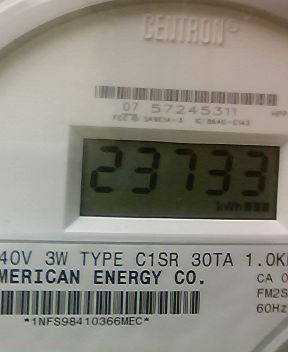 CENTRON®
07 57245311
23733
kWh
40V 3W TYPE C1SR 30TA 1.0K
MERICAN ENERGY CO.
CA 0
FM2S
60Hz
*1NFS98410366MEC*